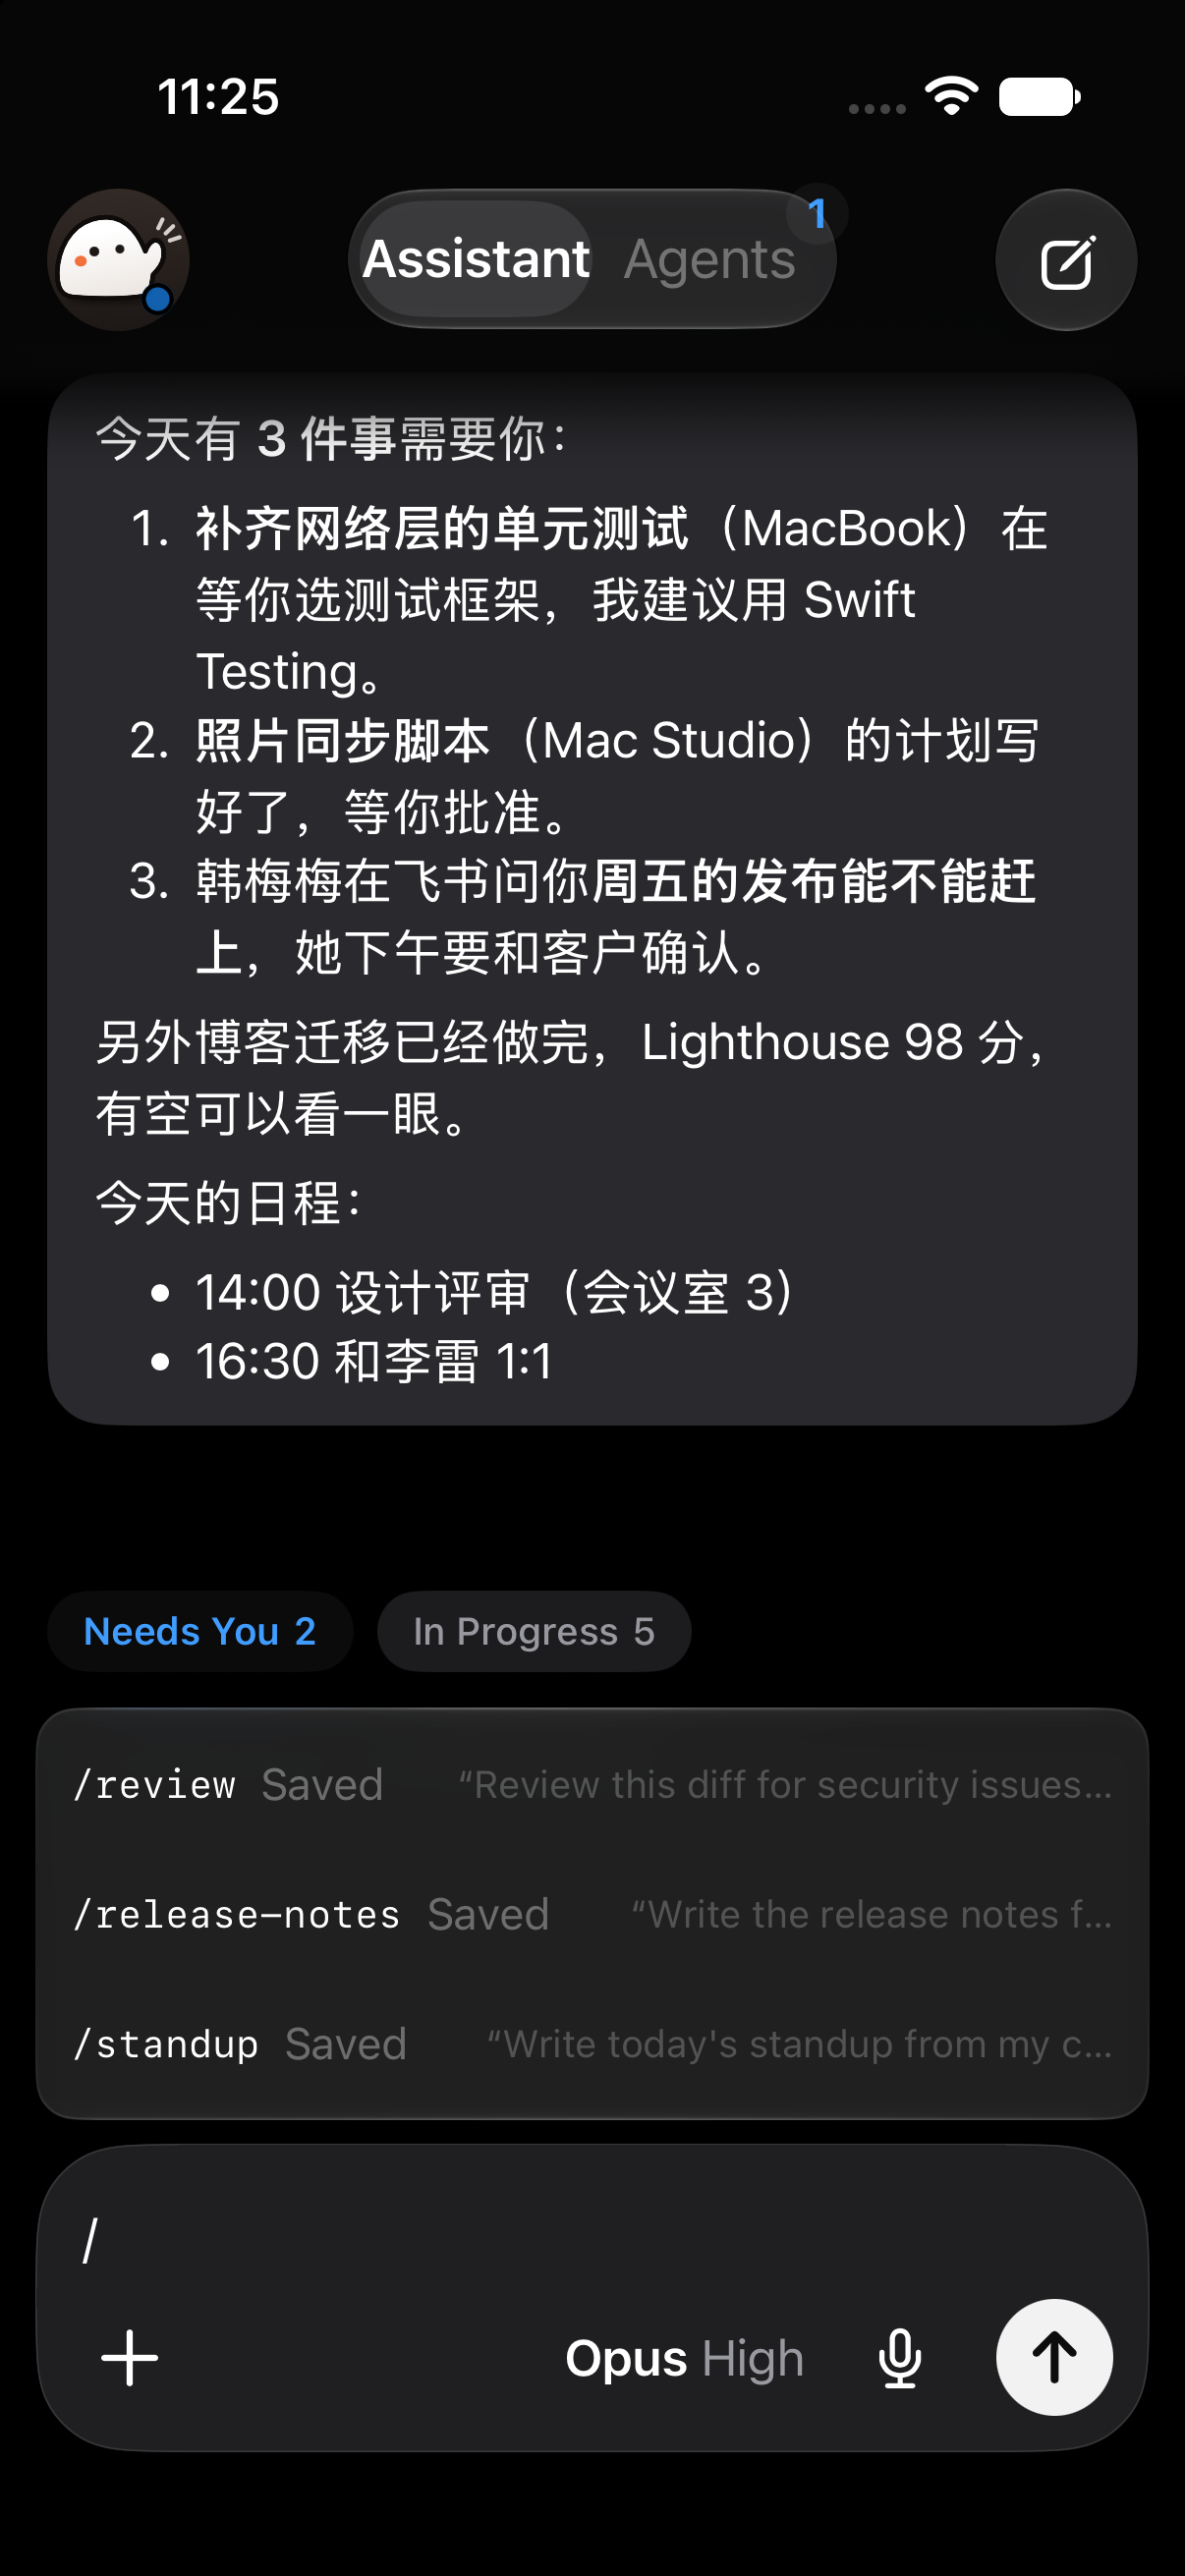 11:25
Assistant
Agents
1
今天有 3 件事需要你：
1. 补齐网络层的单元测试（MacBook）在
等你选测试框架，我建议用 Swift
Testing。
2. 照片同步脚本（Mac Studio）的计划写
好了，等你批准。
3. 韩梅梅在飞书问你周五的发布能不能赶
上，她下午要和客户确认。
另外博客迁移已经做完，Lighthouse 98 分，
有空可以看一眼。
今天的日程：
• 14:00 设计评审（会议室 3）
• 16:30 和李雷 1:1
Needs You 2
In Progress 5
/review Saved “Review this diff for security issues...
/release-notes Saved “Write the release notes f...
/standup Saved “Write today's standup from my c...
/
Opus High